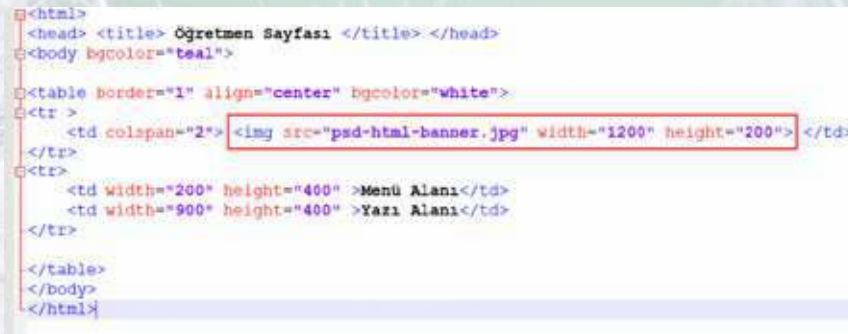 <html>
<head> <title> Öğretmen Sayfası </title> </head>
<body bgcolor="teal">
<table border="1" align="center" bgcolor="white">
<tr >
<td colspan="2"> <img src="psd-html-banner.jpg" width="1200" height="200"> </td>
</tr>
<tr>
<td width="200" height="400" >Menü Alanı</td>
<td width="900" height="400" >Yazı Alanı</td>
</tr>
</table>
</body>
</html>